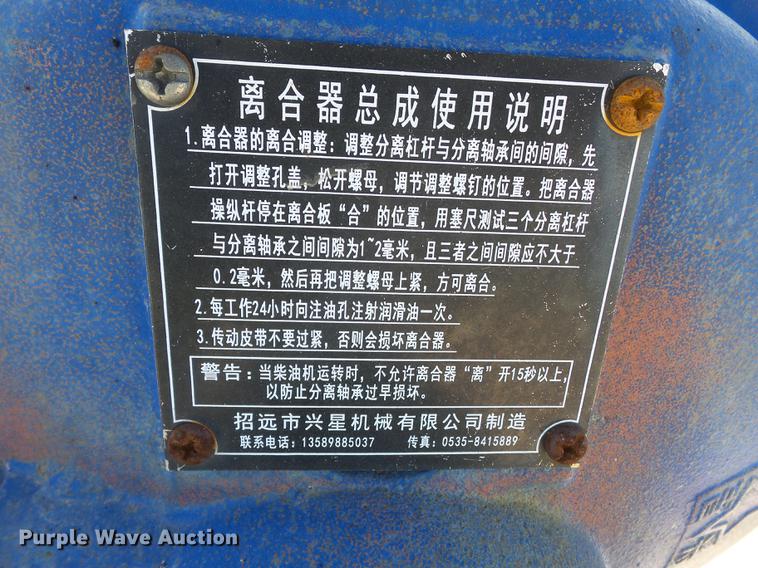 离合器总成使用说明
1.离合器的离合调整：调整分离杠杆与分离轴承间的间隙，先
打开调整孔盖，松开螺母，调节调整螺钉的位置。把离合器
操纵杆停在离合板“合”的位置，用塞尺测试三个分离杠杆
与分离轴承之间间隙为1~2毫米，且三者之间间隙应不大于
0.2毫米，然后再把调整螺母上紧，方可离合。
2.每工作24小时向注油孔注射润滑油一次。
3.传动皮带不要过紧，否则会损坏离合器。
警告：当柴油机运转时，不允许离合器“离”开15秒以上，
以防止分离轴承过早损坏。
招远市兴星机械有限公司制造
联系电话：13589885037 传真：0535-8415889
Purple Wave Auction®